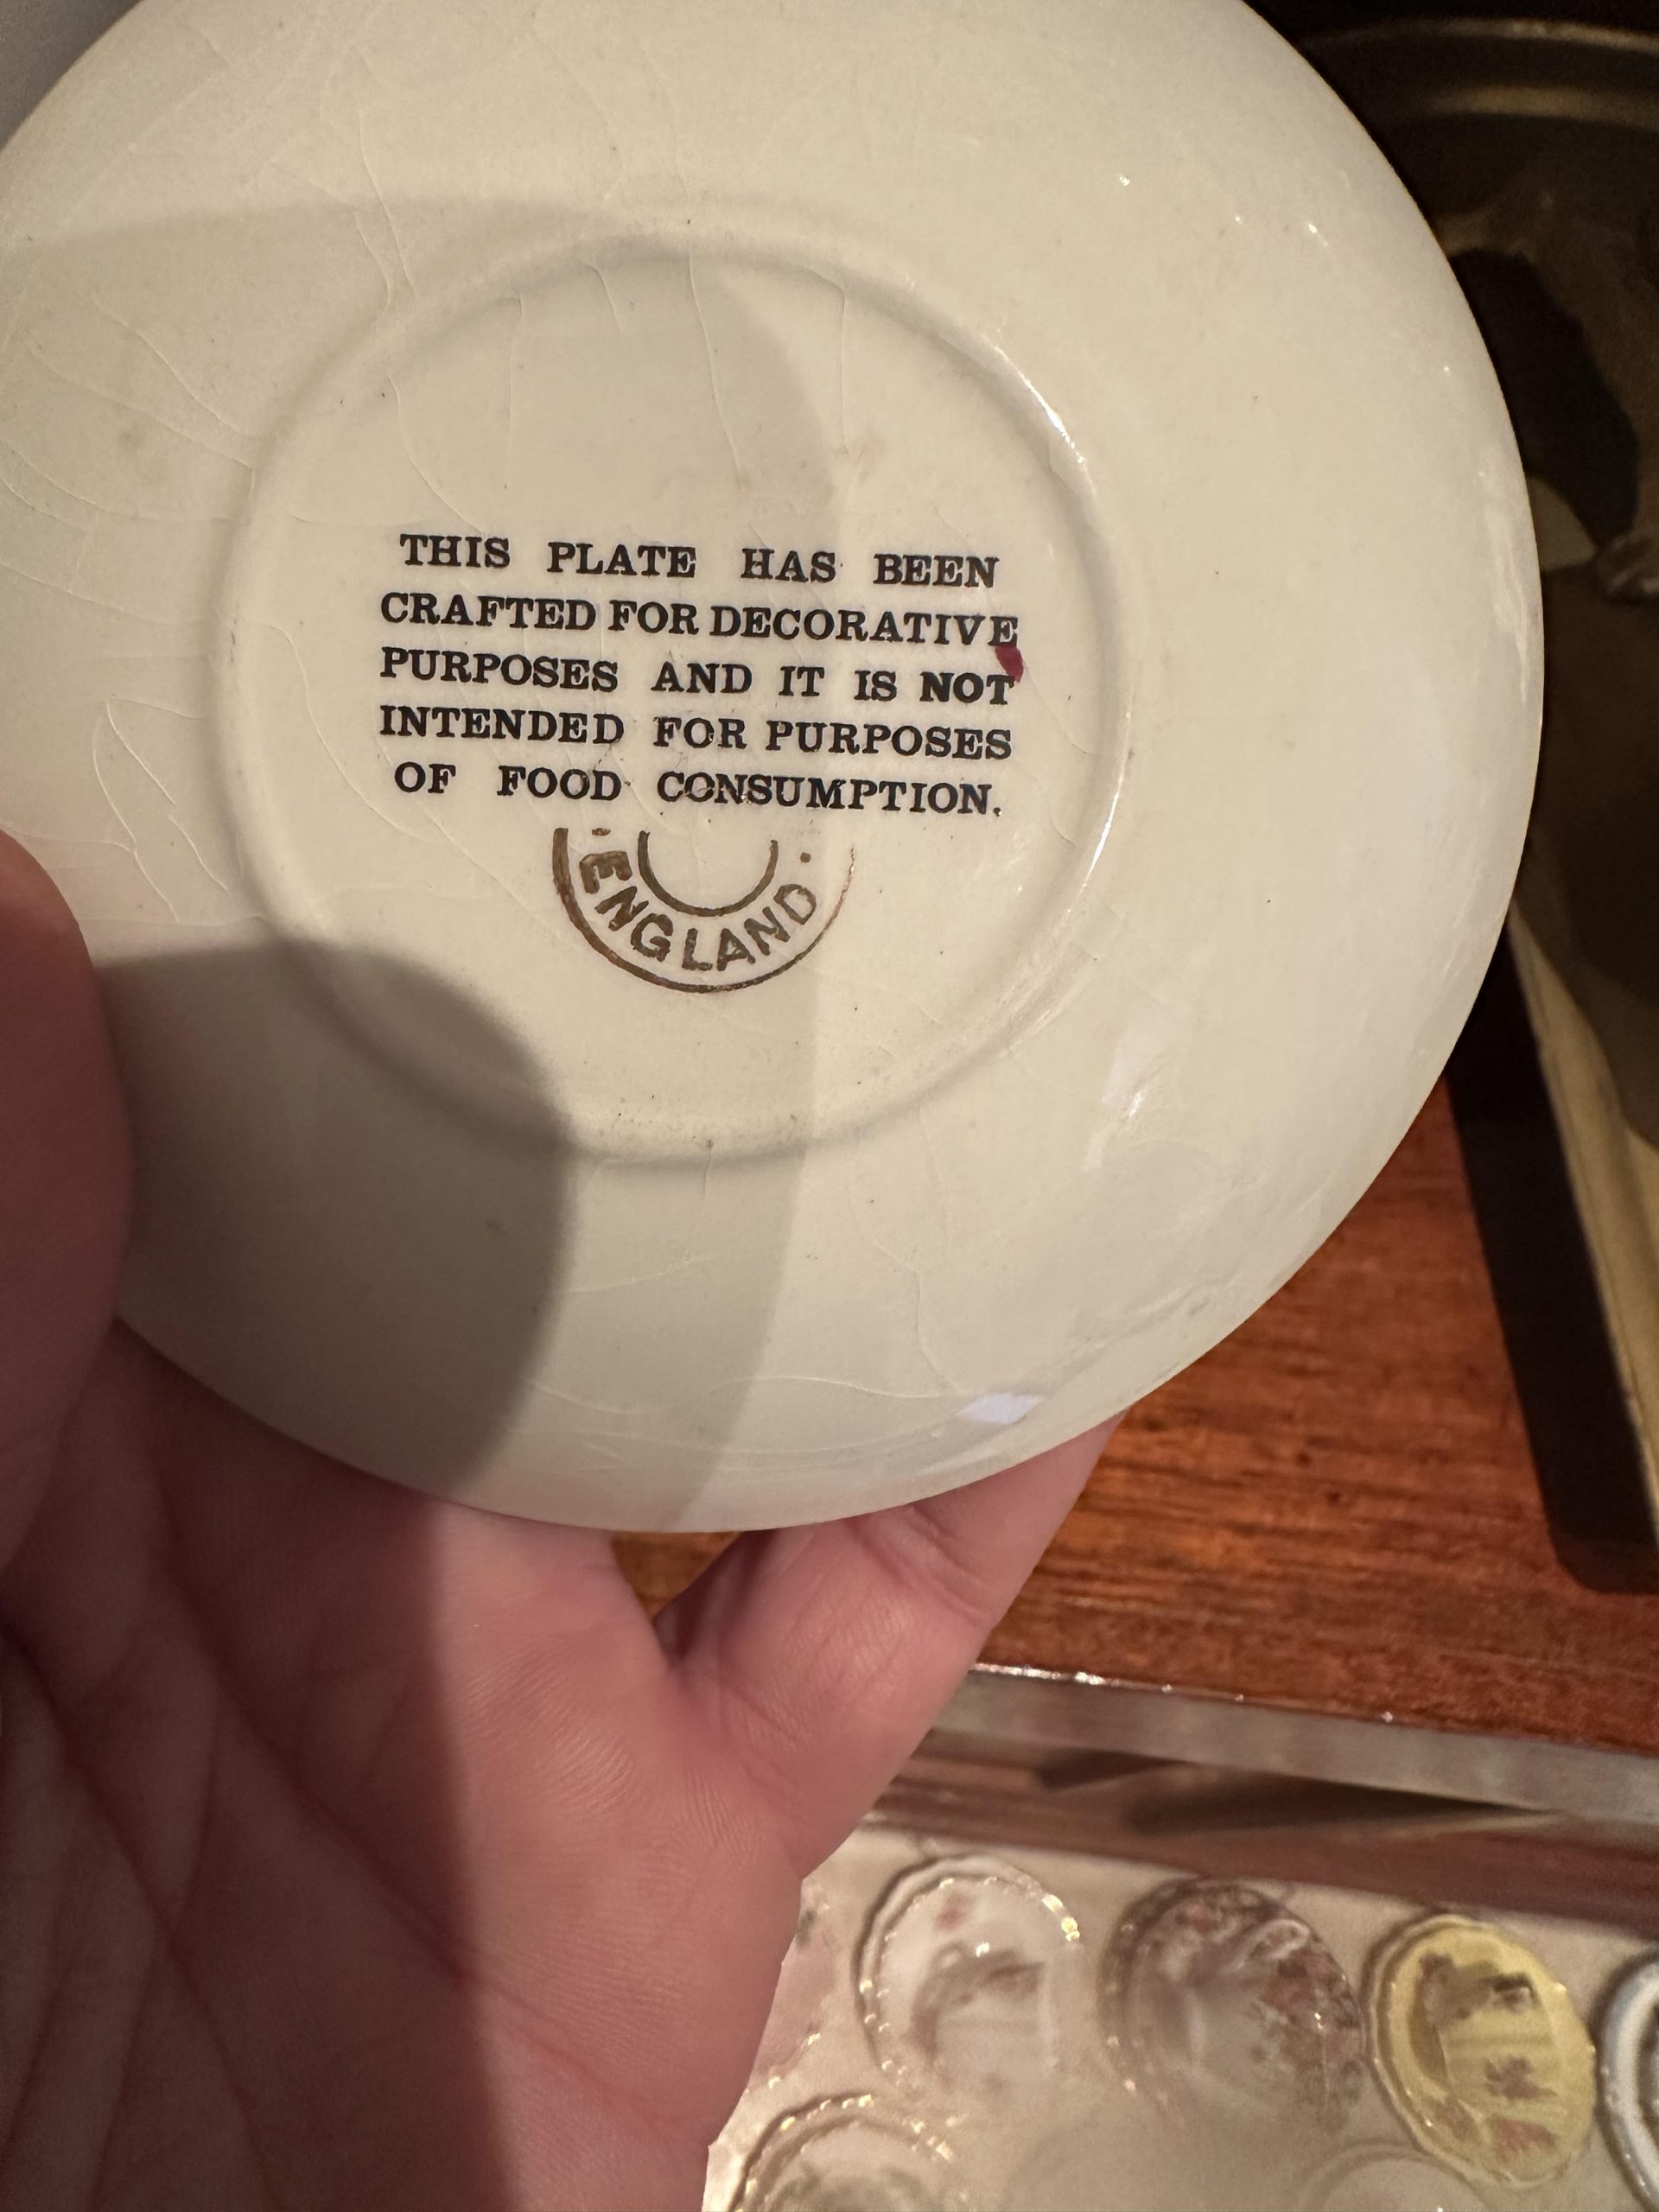 THIS PLATE HAS BEEN
CRAFTED FOR DECORATIVE
PURPOSES AND IT IS NOT
INTENDED FOR PURPOSES
OF FOOD CONSUMPTION.
· ENGLAND ·